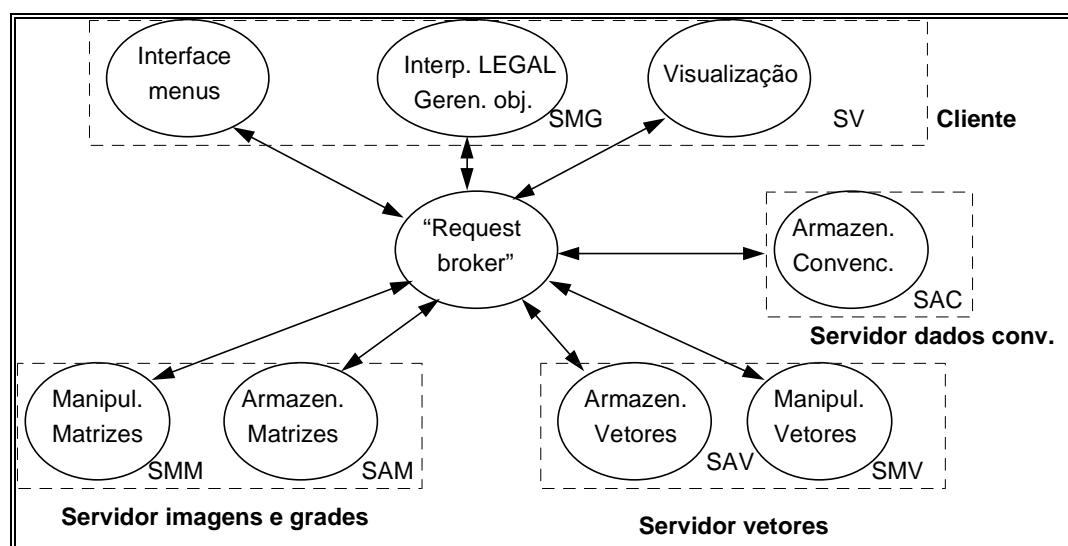 Interface
menus
Interp. LEGAL
Geren. obj.
SMG
Visualização
SV
Cliente
“Request
broker”
Armazen.
Convenc.
SAC
Servidor dados conv.
Manipul.
Matrizes
SMM
Armazen.
Matrizes
SAM
Servidor imagens e grades
Armazen.
Vetores
SAV
Manipul.
Vetores
SMV
Servidor vetores